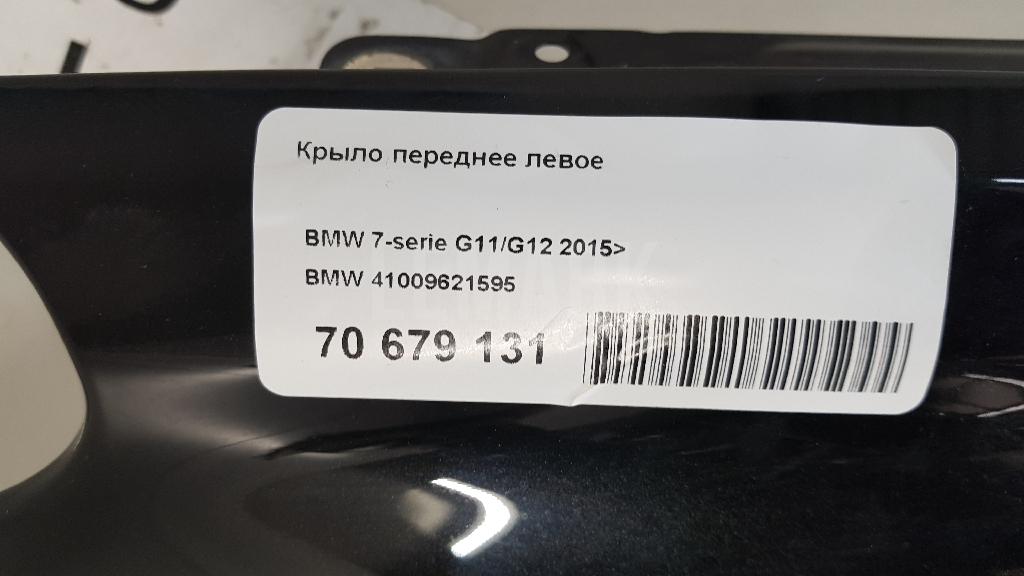 Крыло переднее левое
BMW 7-serie G11/G12 2015>
BMW 41009621595
70 679 131